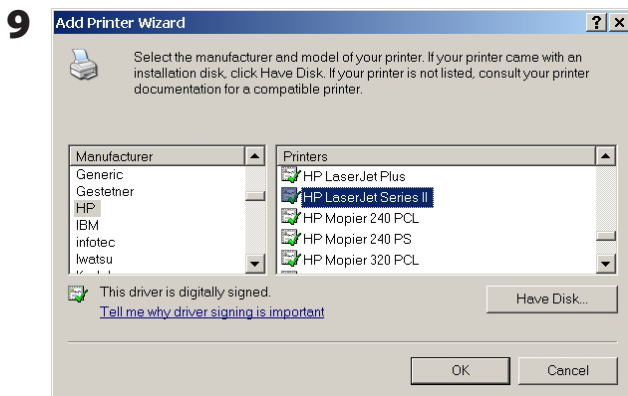 9
Add Printer Wizard
Select the manufacturer and model of your printer. If your printer came with an
installation disk, click Have Disk. If your printer is not listed, consult your printer
documentation for a compatible printer.
Manufacturer
Generic
Gestetner
HP
IBM
infotec
Iwatsu
Printers
HP LaserJet Plus
HP LaserJet Series II
HP Mopier 240 PCL
HP Mopier 240 PS
HP Mopier 320 PCL
This driver is digitally signed.
Tell me why driver signing is important
Have Disk...
OK
Cancel